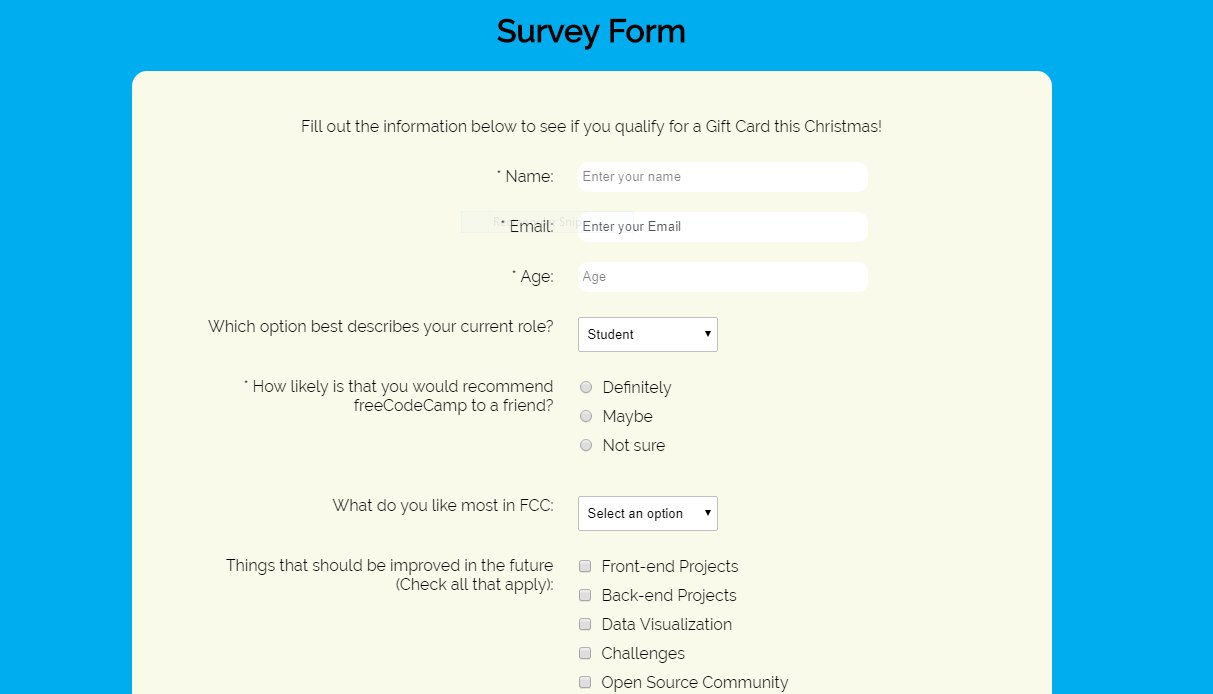 Survey Form
Fill out the information below to see if you qualify for a Gift Card this Christmas!
* Name: Enter your name
* Email: Enter your Email
* Age: Age
Which option best describes your current role? Student
* How likely is that you would recommend
freeCodeCamp to a friend?
Definitely
Maybe
Not sure
What do you like most in FCC: Select an option
Things that should be improved in the future
(Check all that apply):
Front-end Projects
Back-end Projects
Data Visualization
Challenges
Open Source Community